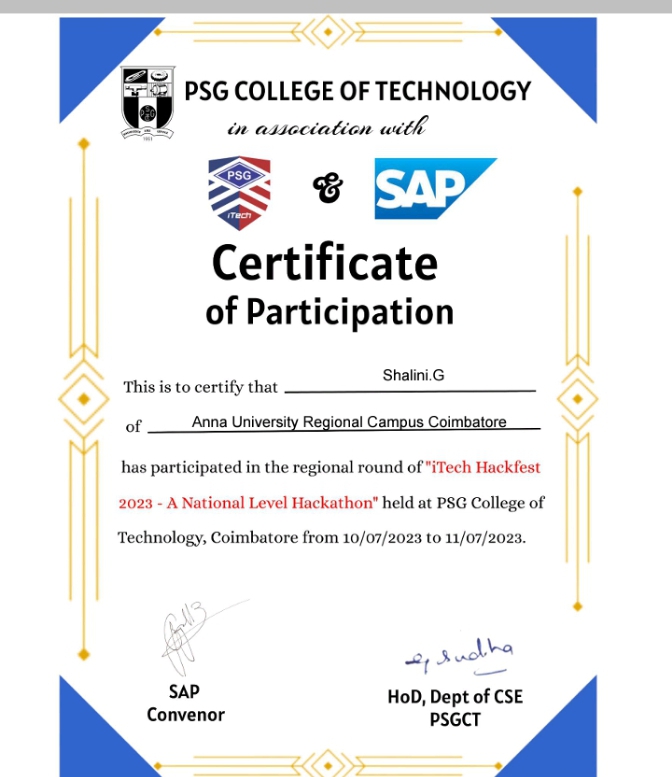 PSG COLLEGE OF TECHNOLOGY
in association with
PSG
iTech
&
SAP
Certificate
of Participation
This is to certify that Shalini.G
of Anna University Regional Campus Coimbatore
has participated in the regional round of "iTech Hackfest
2023 - A National Level Hackathon" held at PSG College of
Technology, Coimbatore from 10/07/2023 to 11/07/2023.
SAP
Convenor
HoD, Dept of CSE
PSGCT